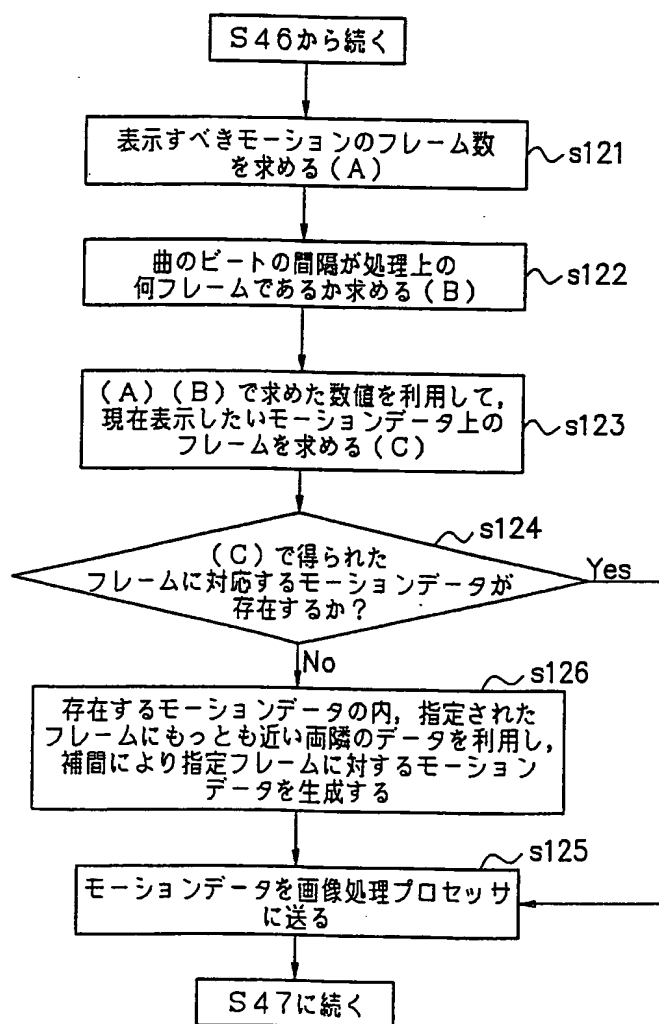 S46から続く
表示すべきモーションのフレーム数
を求める(A)
s121
曲のビートの間隔が処理上の
何フレームであるか求める(B)
s122
(A)(B)で求めた数値を利用して,
現在表示したいモーションデータ上の
フレームを求める(C)
s123
s124
(C)で得られた
フレームに対応するモーションデータが
存在するか?
Yes
No
s126
存在するモーションデータの内,指定された
フレームにもっとも近い両隣のデータを利用し,
補間により指定フレームに対するモーション
データを生成する
s125
モーションデータを画像処理プロセッサ
に送る
S47に続く